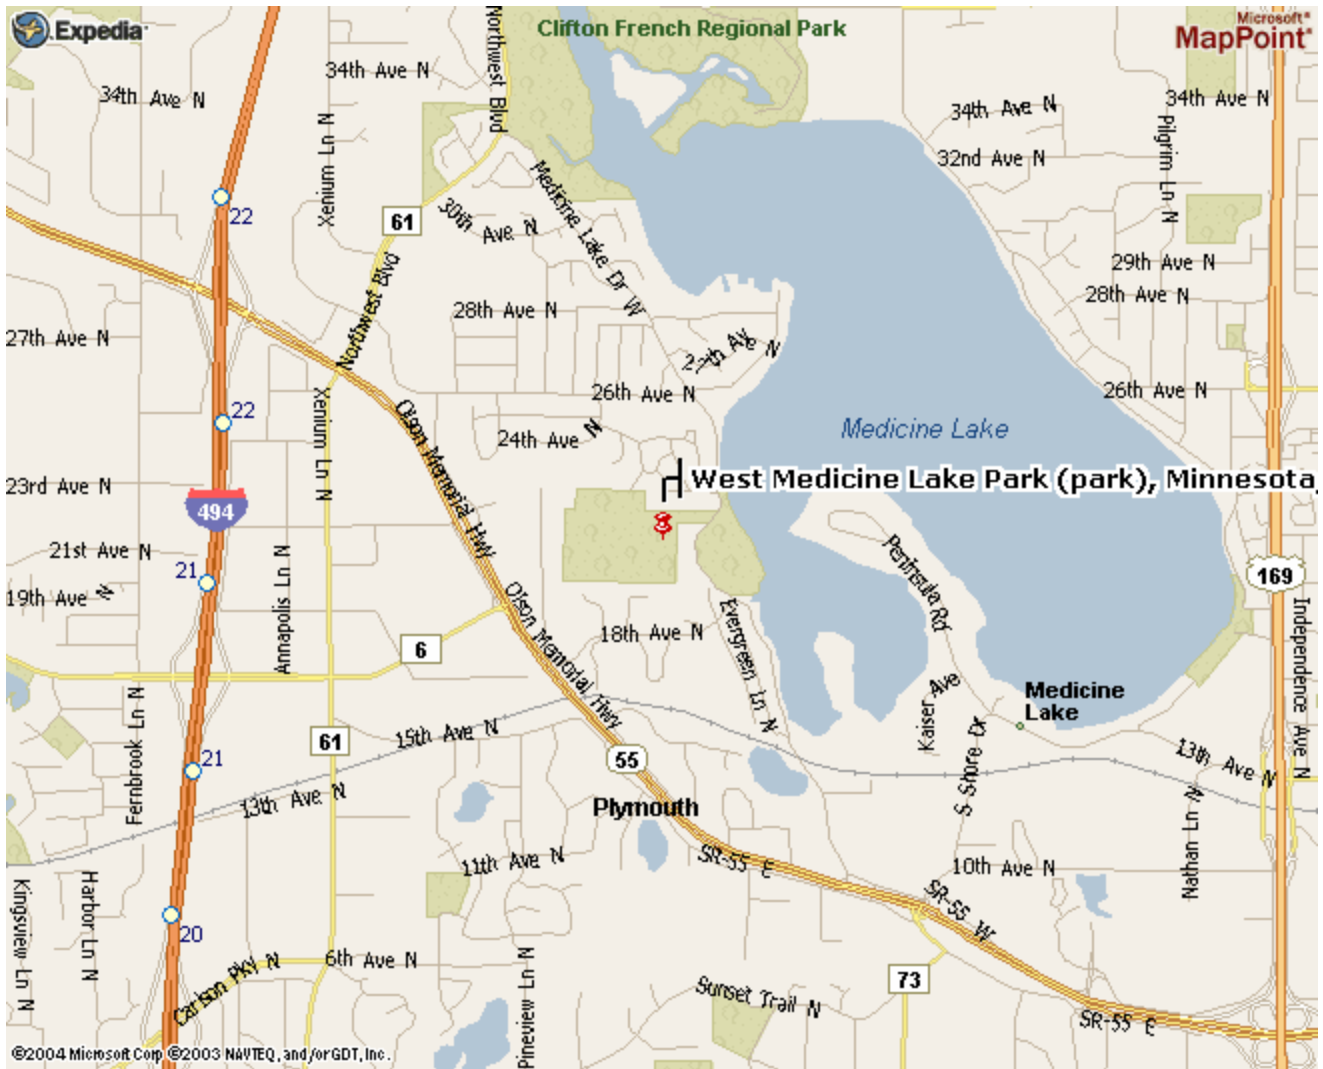 Expedia
Clifton French Regional Park
Microsoft®
MapPoint®
34th Ave N
34th Ave N
Northwest Blvd
34th Ave N
34th Ave N
Xenium Ln N
32nd Ave N
Pilgrim Ln N
22
61
30th Ave N
Medicine Lake Dr W
29th Ave N
28th Ave N
Northwest Blvd
28th Ave N
27th Ave N
27th Ave N
26th Ave N
26th Ave N
Xenium Ln N
22
Olson Memorial Hwy
24th Ave N
Medicine Lake
West Medicine Lake Park (park), Minnesota,
23rd Ave N
494
21st Ave N
21
Annapolis Ln N
Peninsula Rd
169
19th Ave N
Olson Memorial Hwy
Evergreen Ln N
Independence Ave N
18th Ave N
6
Fernbrook Ln N
Kaiser Ave
Medicine
Lake
61
15th Ave N
S Shore Dr
13th Ave N
55
21
13th Ave N
Plymouth
Nathan Ln N
11th Ave N
SR-55 E
10th Ave N
Kingsview Ln N
Harbor Ln N
SR-55 W
20
Carlson Pky N
6th Ave N
Pineview Ln N
73
Sunset Trail N
SR-55 E
©2004 Microsoft Corp ©2003 NAVTEQ, and/or GDT, Inc.